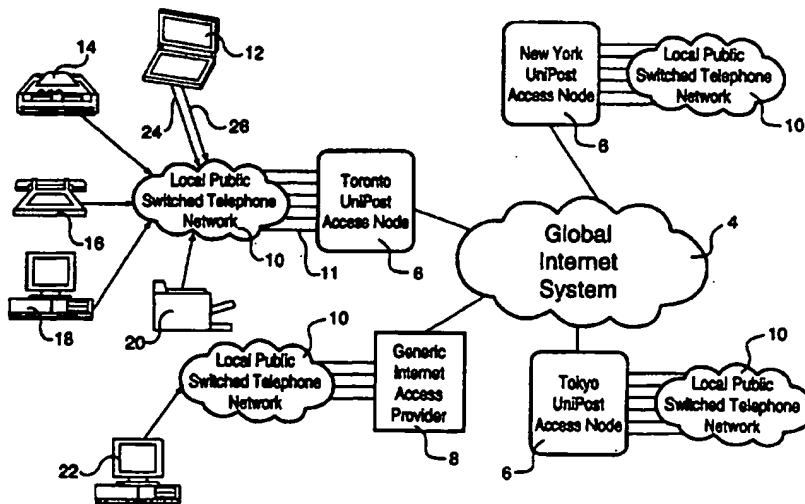 14
12
24
26
16
18
20
Local Public
Switched Telephone
Network
10
11
Toronto
UniPost
Access Node
6
New York
UniPost
Access Node
6
Local Public
Switched Telephone
Network
10
Global
Internet
System
4
22
10
Local Public
Switched Telephone
Network
Generic
Internet
Access
Provider
8
Tokyo
UniPost
Access Node
6
10
Local Public
Switched Telephone
Network